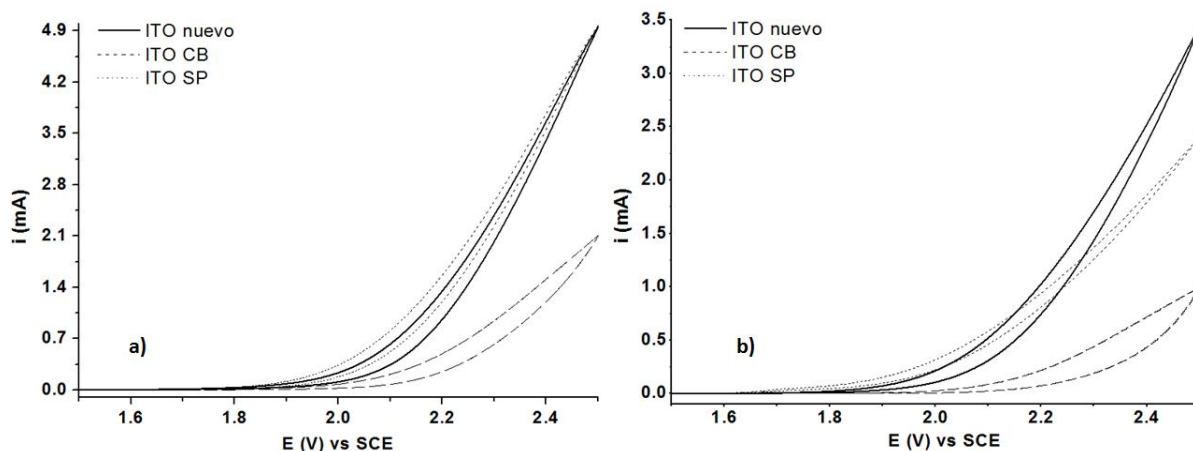 ITO nuevo
ITO CB
ITO SP
4.9
4.2
3.5
2.8
2.1
1.4
0.7
0.0
i (mA)
a)
1.6
1.8
2.0
2.2
2.4
E (V) vs SCE
ITO nuevo
ITO CB
ITO SP
3.5
3.0
2.5
2.0
1.5
1.0
0.5
0.0
i (mA)
b)
1.6
1.8
2.0
2.2
2.4
E (V) vs SCE